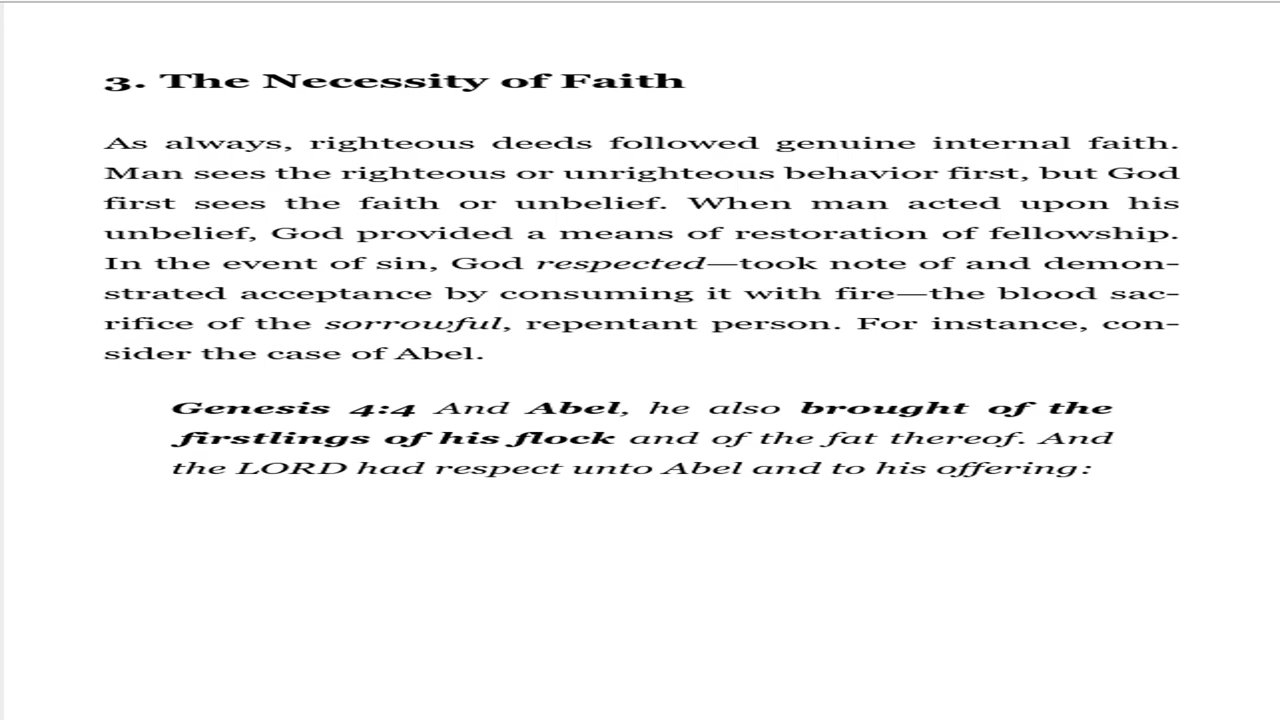 3. The Necessity of Faith
As always, righteous deeds followed genuine internal faith.
Man sees the righteous or unrighteous behavior first, but God
first sees the faith or unbelief. When man acted upon his
unbelief, God provided a means of restoration of fellowship.
In the event of sin, God respected—took note of and demon-
strated acceptance by consuming it with fire—the blood sac-
rifice of the sorrowful, repentant person. For instance, con-
sider the case of Abel.
Genesis 4:4 And Abel, he also brought of the
firstlings of his flock and of the fat thereof. And
the LORD had respect unto Abel and to his offering: